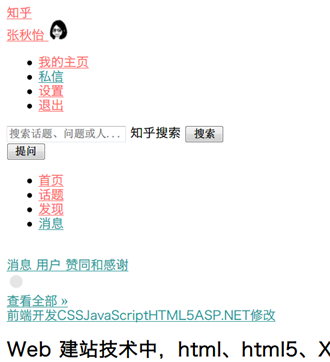 知乎
张秋怡
我的主页
私信
设置
退出
搜索话题、问题或人... 知乎搜索 搜索
提问
首页
话题
发现
消息
消息 用户 赞同和感谢
查看全部 »
前端开发CSSJavaScriptHTML5ASP.NET修改
Web 建站技术中，html、html5、X